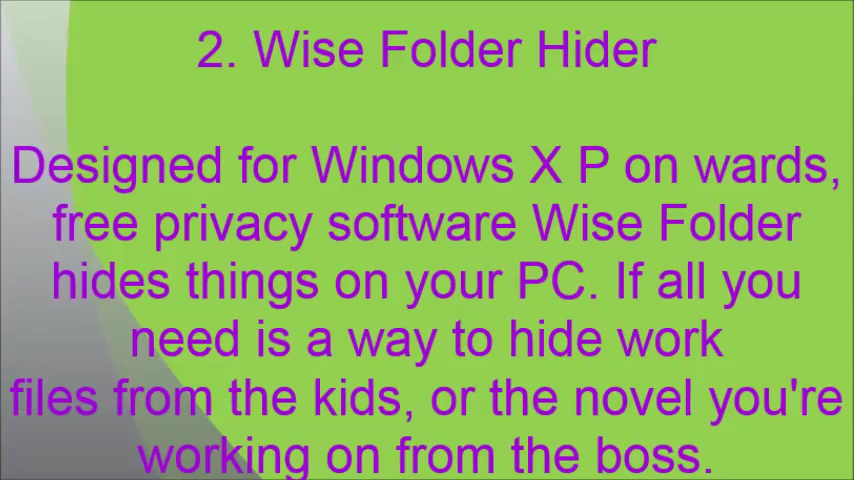 2. Wise Folder Hider
Designed for Windows X P on wards,
free privacy software Wise Folder
hides things on your PC. If all you
need is a way to hide work
files from the kids, or the novel you're
working on from the boss.